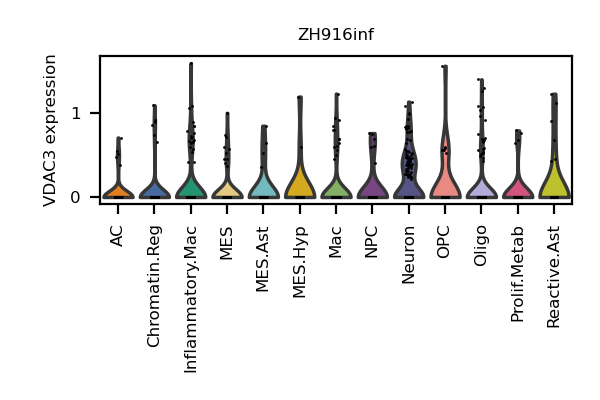 ZH916inf
VDAC3 expression
1
0
AC
Chromatin.Reg
Inflammatory.Mac
MES
MES.Ast
MES.Hyp
Mac
NPC
Neuron
OPC
Oligo
Prolif.Metab
Reactive.Ast